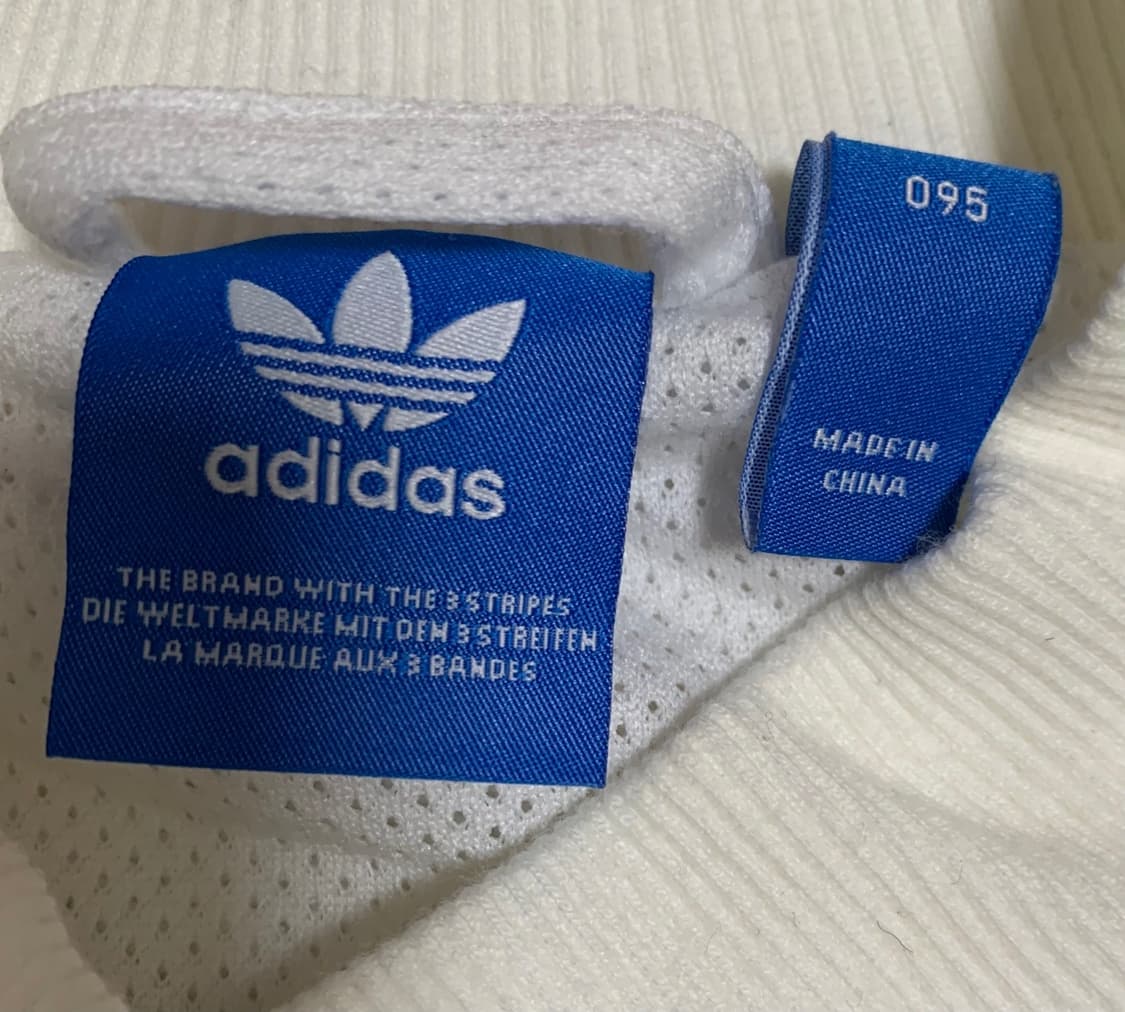 adidas
THE BRAND WITH THE 3 STRIPES
DIE WELTMARKE MIT DEN 3 STREIFEN
LA MARQUE AUX 3 BANDES
095
MADE IN
CHINA